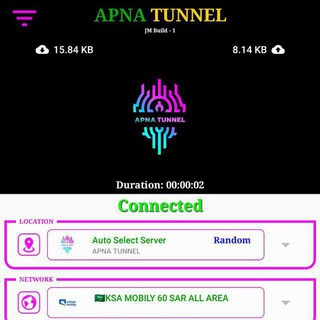 APNA TUNNEL
JM Build - 1
15.84 KB
8.14 KB
APNA TUNNEL
Duration: 00:00:02
Connected
LOCATION
Auto Select Server
Random
APNA TUNNEL
NETWORK
KSA MOBILY 60 SAR ALL AREA